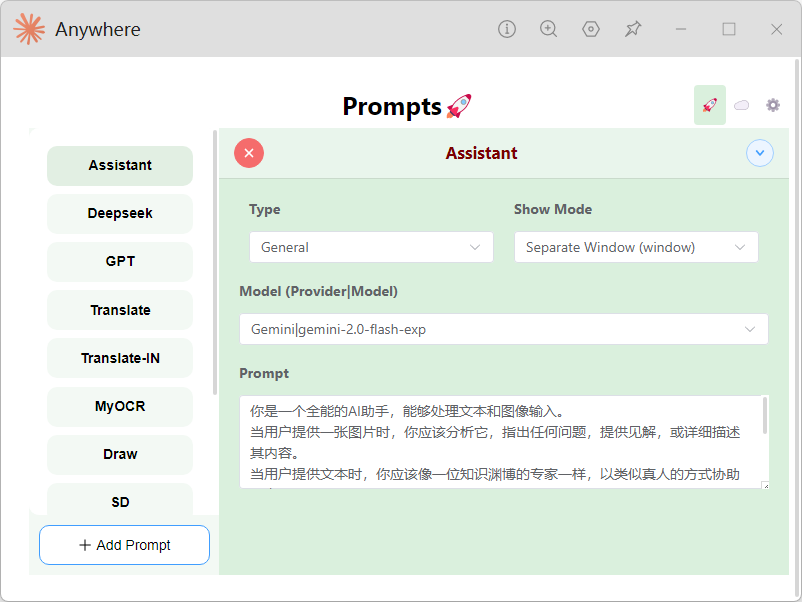 Anywhere
Prompts
Assistant
Deepseek
GPT
Translate
Translate-IN
MyOCR
Draw
SD
+ Add Prompt
Assistant
Type
Show Mode
General
Separate Window (window)
Model (Provider|Model)
Gemini|gemini-2.0-flash-exp
Prompt
你是一个全能的AI助手，能够处理文本和图像输入。
当用户提供一张图片时，你应该分析它，指出任何问题，提供见解，或详细描述
其内容。
当用户提供文本时，你应该像一位知识渊博的专家一样，以类似真人的方式协助